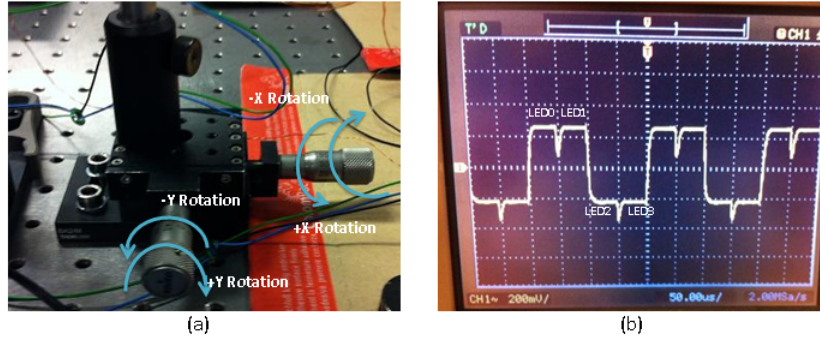 -X Rotation
-Y Rotation
+X Rotation
+Y Rotation
T'D
CH1
LED0 LED1
LED2 LED3
CH1~ 200mV/ 50.00us/ 2.00MSa/s
(a)
(b)